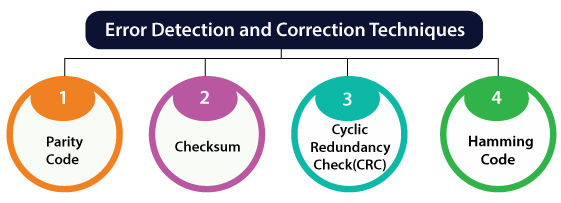 Error Detection and Correction Techniques
1
Parity
Code
2
Checksum
3
Cyclic
Redundancy
Check(CRC)
4
Hamming
Code